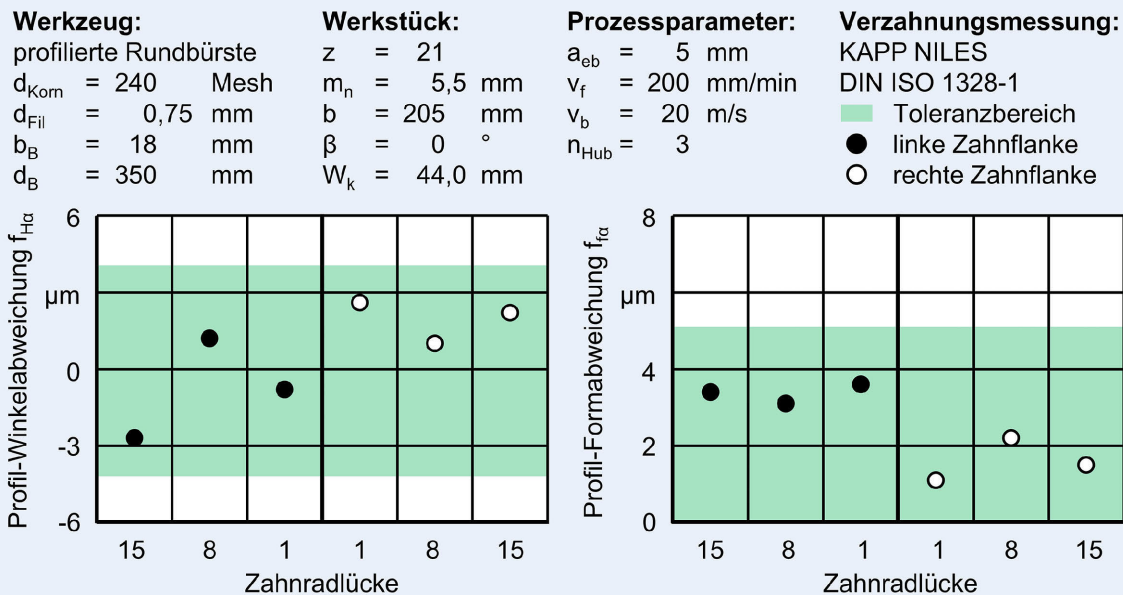 Werkzeug:
profilierte Rundbürste
d_Korn = 240 Mesh
d_Fil = 0,75 mm
b_B = 18 mm
d_B = 350 mm
Werkstück:
z = 21
m_n = 5,5 mm
b = 205 mm
β = 0 °
W_k = 44,0 mm
Prozessparameter:
a_eb = 5 mm
v_f = 200 mm/min
v_b = 20 m/s
n_Hub = 3
Verzahnungsmessung:
KAPP NILES
DIN ISO 1328-1
Toleranzbereich
linke Zahnflanke
rechte Zahnflanke
Profil-Winkelabweichung f_Hα
6
µm
0
-3
-6
15 8 1 1 8 15
Zahnradlücke
Profil-Formabweichung f_fα
8
µm
4
2
0
15 8 1 1 8 15
Zahnradlücke